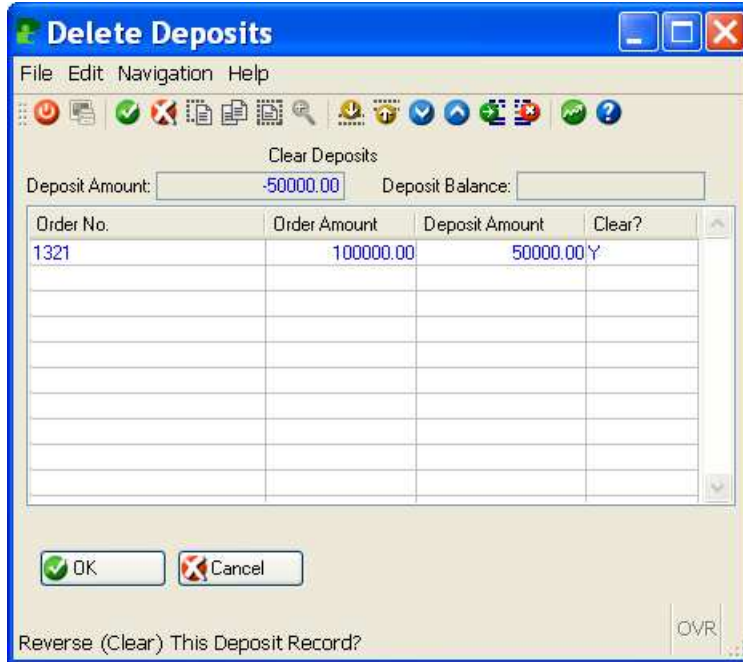 Delete Deposits
File Edit Navigation Help
Clear Deposits
Deposit Amount: -50000.00 Deposit Balance:
Order No. Order Amount Deposit Amount Clear?
1321 100000.00 50000.00 Y
OK Cancel
OVR
Reverse (Clear) This Deposit Record?